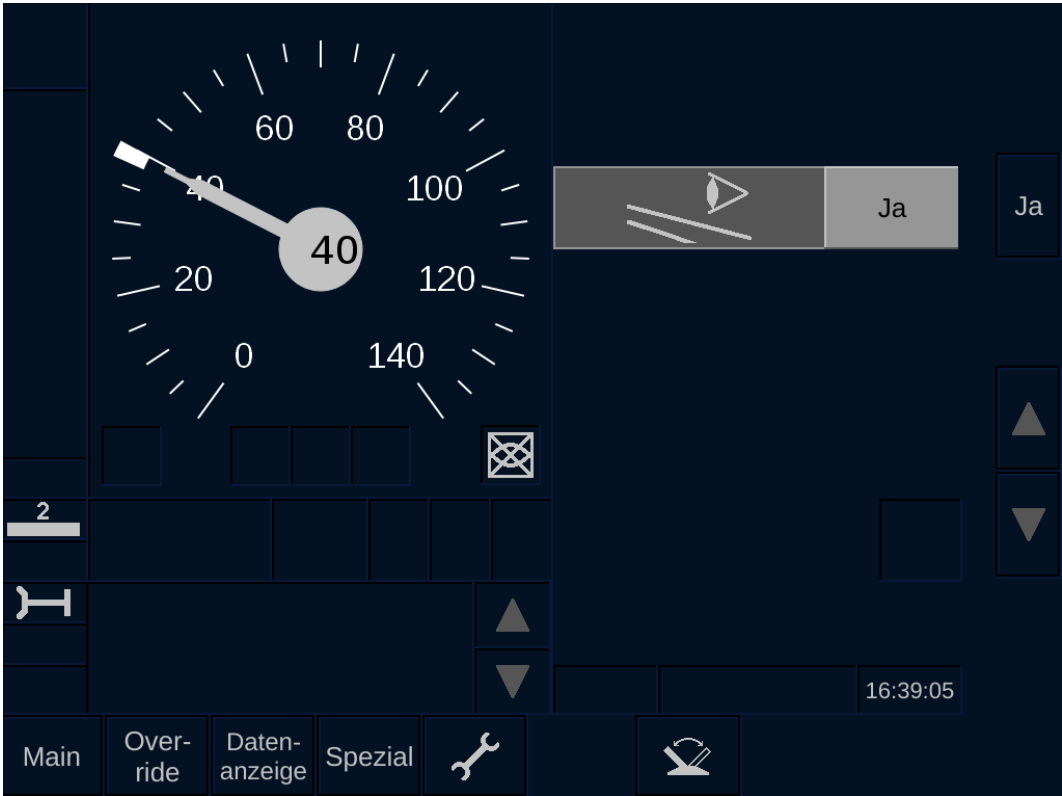 60 80
40 100
Ja
Ja
40
20 120
0 140
2
16:39:05
Main
Over-
ride
Daten-
anzeige
Spezial